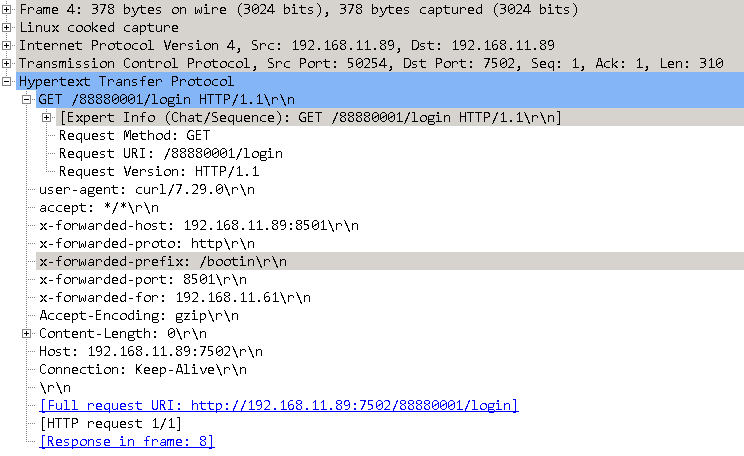 Frame 4: 378 bytes on wire (3024 bits), 378 bytes captured (3024 bits)
Linux cooked capture
Internet Protocol Version 4, Src: 192.168.11.89, Dst: 192.168.11.89
Transmission Control Protocol, Src Port: 50254, Dst Port: 7502, Seq: 1, Ack: 1, Len: 310
Hypertext Transfer Protocol
GET /88880001/login HTTP/1.1\r\n
[Expert Info (Chat/Sequence): GET /88880001/login HTTP/1.1\r\n]
Request Method: GET
Request URI: /88880001/login
Request Version: HTTP/1.1
user-agent: curl/7.29.0\r\n
accept: */*\r\n
x-forwarded-host: 192.168.11.89:8501\r\n
x-forwarded-proto: http\r\n
x-forwarded-prefix: /bootin\r\n
x-forwarded-port: 8501\r\n
x-forwarded-for: 192.168.11.61\r\n
Accept-Encoding: gzip\r\n
Content-Length: 0\r\n
Host: 192.168.11.89:7502\r\n
Connection: Keep-Alive\r\n
\r\n
[Full request URI: http://192.168.11.89:7502/88880001/login]
[HTTP request 1/1]
[Response in frame: 8]